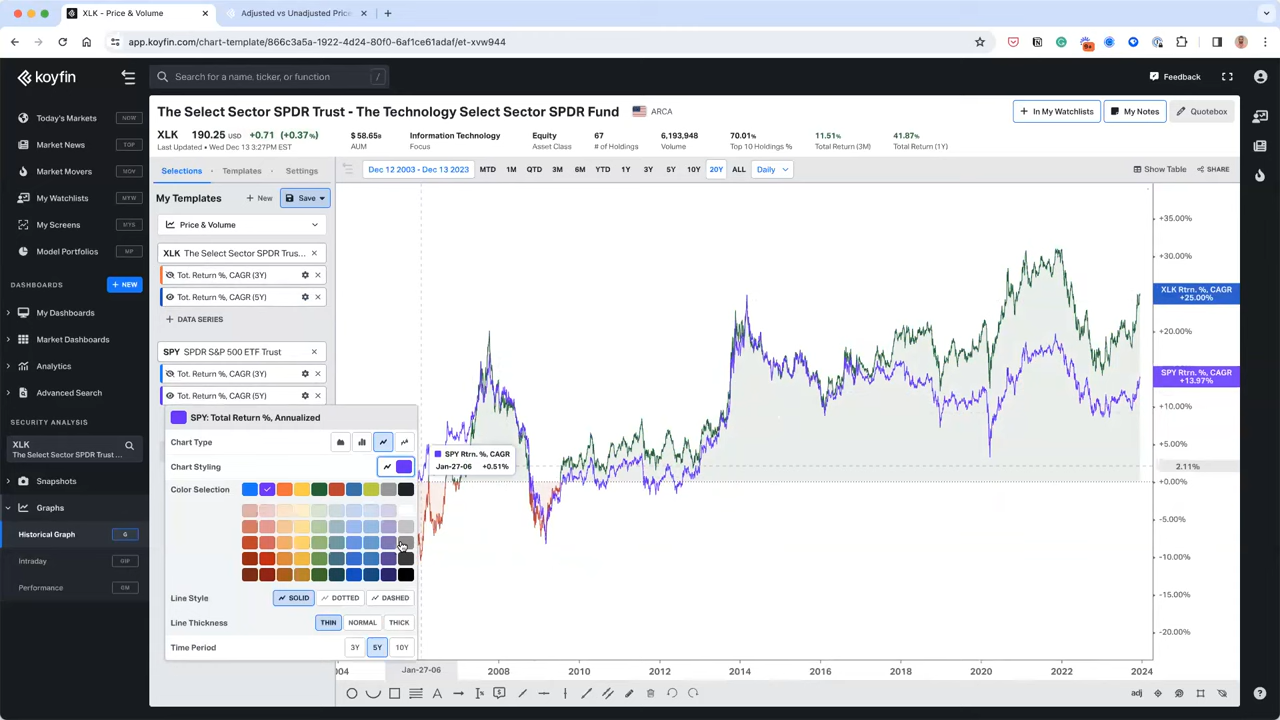 XLK - Price & Volume
Adjusted vs Unadjusted Price
app.koyfin.com/chart-template/866c3a5a-1922-4d24-80f0-6af1ce61adaf/et-xvw944
koyfin
Search for a name, ticker, or function /
Feedback
Today's Markets NOW
Market News TOP
Market Movers MOV
My Watchlists MYW
My Screens MYS
Model Portfolios MP
DASHBOARDS + NEW
My Dashboards
Market Dashboards
Analytics
Advanced Search
SECURITY ANALYSIS
XLK
The Select Sector SPDR Trust ...
Snapshots
Graphs
Historical Graph G
Intraday GIP
Performance GM
The Select Sector SPDR Trust - The Technology Select Sector SPDR Fund ARCA
+ In My Watchlists
My Notes
Quotebox
XLK 190.25 USD +0.71 (+0.37%)
Last Updated • Wed Dec 13 3:27PM EST
$ 58.65B
AUM
Information Technology
Focus
Equity
Asset Class
67
# of Holdings
6,193,948
Volume
70.01%
Top 10 Holdings %
11.51%
Total Return (3M)
41.87%
Total Return (1Y)
Selections Templates Settings
Dec 12 2003 - Dec 13 2023 MTD 1M QTD 3M 6M YTD 1Y 3Y 5Y 10Y 20Y ALL Daily
Show Table SHARE
My Templates + New Save
Price & Volume
XLK The Select Sector SPDR Trus...
Tot. Return %, CAGR (3Y)
Tot. Return %, CAGR (5Y)
+ DATA SERIES
SPY SPDR S&P 500 ETF Trust
Tot. Return %, CAGR (3Y)
Tot. Return %, CAGR (5Y)
SPY: Total Return %, Annualized
Chart Type
Chart Styling
Color Selection
Line Style SOLID DOTTED DASHED
Line Thickness THIN NORMAL THICK
Time Period 3Y 5Y 10Y
SPY Rtrn. %, CAGR
Jan-27-06 +0.51%
+35.00%
+30.00%
XLK Rtrn. %, CAGR
+25.00%
+20.00%
SPY Rtrn. %, CAGR
+13.97%
+10.00%
+5.00%
2.11%
+0.00%
-5.00%
-10.00%
-15.00%
-20.00%
004 Jan-27-06 2008 2010 2012 2014 2016 2018 2020 2022 2024
adj